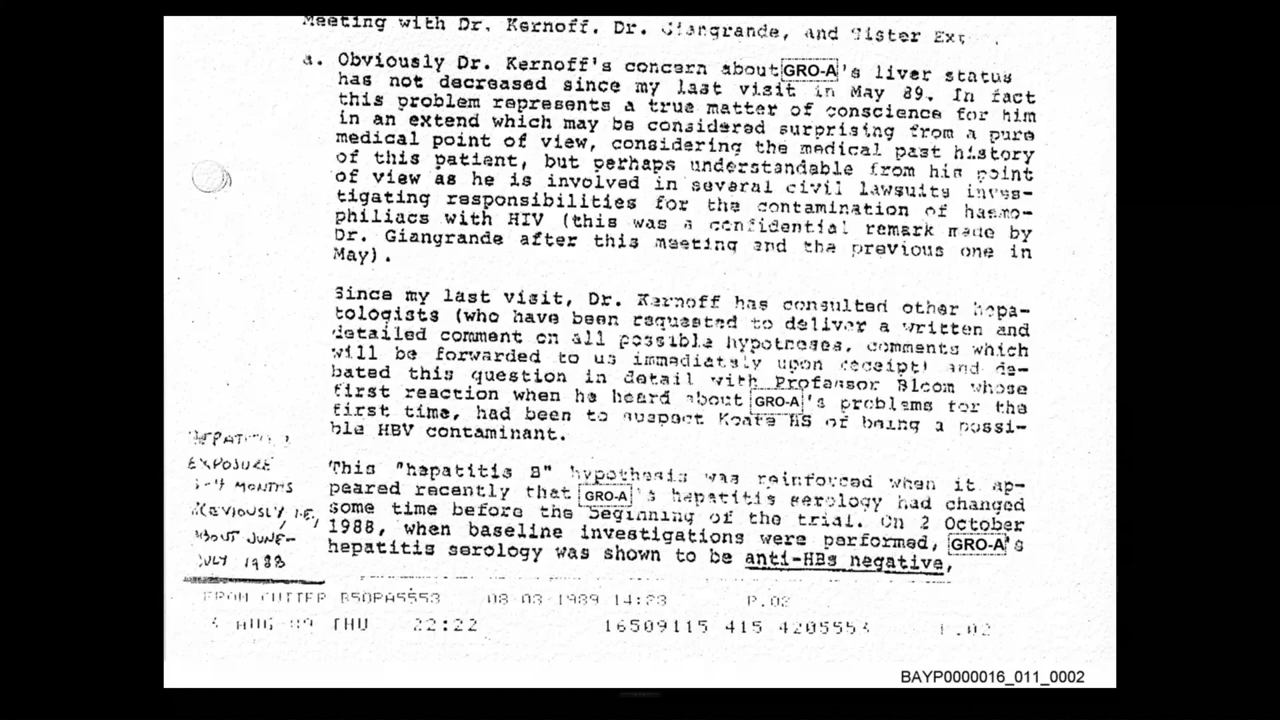 Meeting with Dr. Kernoff. Dr. Giangrande, and Sister
a. Obviously Dr. Kernoff's concern about GRO-A's liver status
has not decreased since my last visit in May 89. In fact
this problem represents a true matter of conscience for him
in an extend which may be considered surprising from a pure
medical point of view, considering the medical past history
of this patient, but perhaps understandable from his point
of view as he is involved in several civil lawsuits inves-
tigating responsibilities for the contamination of haemo-
philiacs with HIV (this was a confidential remark made by
Dr. Giangrande after this meeting and the previous one in
May).
Since my last visit, Dr. Kernoff has consulted other hepa-
tologists (who have been requested to deliver a written and
detailed comment on all possible hypotheses, comments which
will be forwarded to us immediately upon receipt) and de-
bated this question in detail with Professor Bloom whose
first reaction when he heard about GRO-A's problems for the
first time, had been to suspect Koate HS of being a possi-
ble HBV contaminant.
This "hepatitis B" hypothesis was reinforced when it ap-
peared recently that GRO-A's hepatitis serology had changed
some time before the beginning of the trial. On 2 October
1988, when baseline investigations were performed, GRO-A's
hepatitis serology was shown to be anti-HBs negative,
HEPATITIS
EXPOSURE
MONTHS
PREVIOUSLY, I.E,
ABOUT JUNE-
JULY 1988
FROM CUTTER B50PA5553 08-03-1989 14:23 P.02
AUG 89 THU 22:22 16509115 415 4205553 P.02
BAYP0000016_011_0002